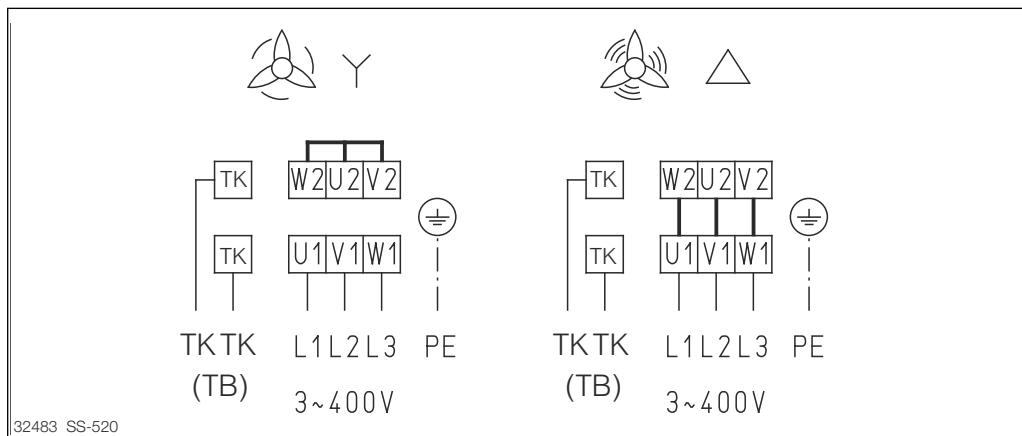 TK W2 U2 V2 TK W2 U2 V2
TK U1 V1 W1 TK U1 V1 W1
TK TK L1 L2 L3 PE TK TK L1 L2 L3 PE
(TB) (TB)
3~400V 3~400V
32483 SS-520